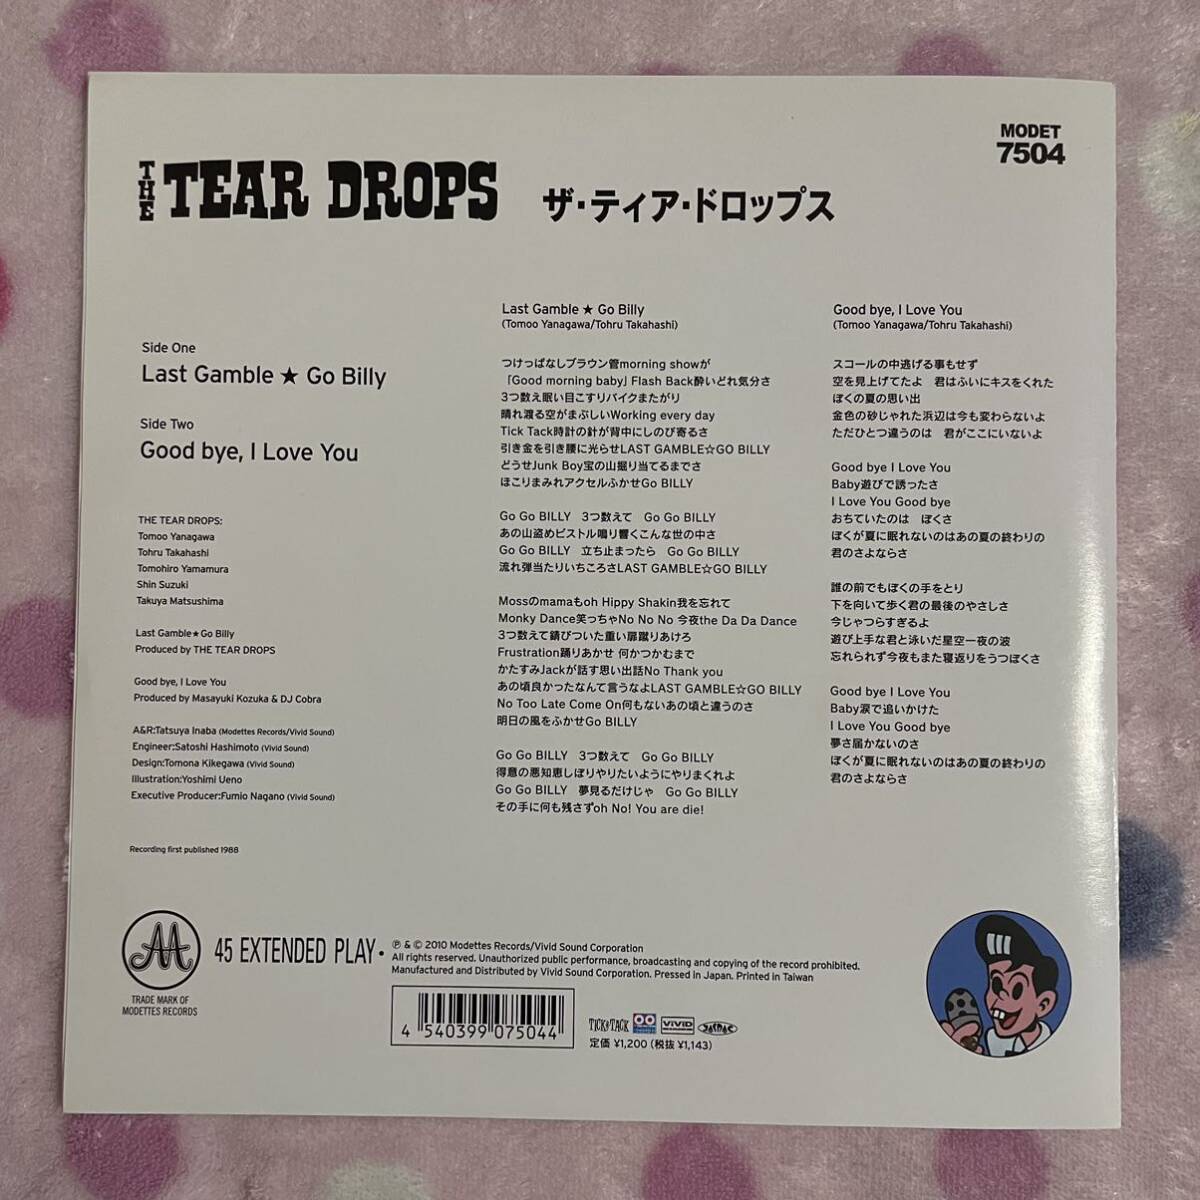 THE TEAR DROPS ザ・ティア・ドロップス
MODET
7504
Side One
Last Gamble ★ Go Billy
Side Two
Good bye, I Love You
THE TEAR DROPS:
Tomoo Yanagawa
Tohru Takahashi
Tomohiro Yamamura
Shin Suzuki
Takuya Matsushima
Last Gamble★Go Billy
Produced by THE TEAR DROPS
Good bye, I Love You
Produced by Masayuki Kozuka & DJ Cobra
A&R:Tatsuya Inaba (Modettes Records/Vivid Sound)
Engineer:Satoshi Hashimoto (Vivid Sound)
Design:Tomona Kikegawa (Vivid Sound)
Illustration:Yoshimi Ueno
Executive Producer:Fumio Nagano (Vivid Sound)
Recording first published 1988
Last Gamble ★ Go Billy
(Tomoo Yanagawa/Tohru Takahashi)
つけっぱなしブラウン管morning showが
「Good morning baby」Flash Back酔いどれ気分さ
3つ数え眠い目こすりバイクまたがり
晴れ渡る空がまぶしいWorking every day
Tick Tack時計の針が背中にしのび寄るさ
引き金を引き腰に光らせLAST GAMBLE☆GO BILLY
どうせJunk Boy宝の山掘り当てるまでさ
ほこりまみれアクセルふかせGo BILLY
Go Go BILLY 3つ数えて Go Go BILLY
あの山盗めピストル鳴り響くこんな世の中さ
Go Go BILLY 立ち止まったら Go Go BILLY
流れ弾当たりいちころさLAST GAMBLE☆GO BILLY
Mossのmamaもoh Hippy Shakin我を忘れて
Monky Dance笑っちゃNo No No 今夜the Da Da Dance
3つ数えて錆びついた重い扉蹴りあけろ
Frustration踊りあかせ 何かつかむまで
かたすみJackが話す思い出話No Thank you
あの頃良かったなんて言うなよLAST GAMBLE☆GO BILLY
No Too Late Come On何もないあの頃と違うのさ
明日の風をふかせGo BILLY
Go Go BILLY 3つ数えて Go Go BILLY
得意の悪知恵しぼりやりたいようにやりまくれよ
Go Go BILLY 夢見るだけじゃ Go Go BILLY
その手に何も残さずoh No! You are die!
Good bye, I Love You
(Tomoo Yanagawa/Tohru Takahashi)
スコールの中逃げる事もせず
空を見上げてたよ 君はふいにキスをくれた
ぼくの夏の思い出
金色の砂じゃれた浜辺は今も変わらないよ
ただひとつ違うのは 君がここにいないよ
Good bye I Love You
Baby遊びで誘ったさ
I Love You Good bye
おちていたのは ぼくさ
ぼくが夏に眠れないのはあの夏の終わりの
君のさよならさ
誰の前でもぼくの手をとり
下を向いて歩く君の最後のやさしさ
今じゃつらすぎるよ
遊び上手な君と泳いだ星空一夜の波
忘れられず今夜もまた寝返りをうつぼくさ
Good bye I Love You
Baby涙で追いかけた
I Love You Good bye
夢さ届かないのさ
ぼくが夏に眠れないのはあの夏の終わりの
君のさよならさ
TRADE MARK OF
MODETTES RECORDS
45 EXTENDED PLAY•
Ⓟ & © 2010 Modettes Records/Vivid Sound Corporation
All rights reserved. Unauthorized public performance, broadcasting and copying of the record prohibited.
Manufactured and Distributed by Vivid Sound Corporation. Pressed in Japan. Printed in Taiwan
4 540399 075044
TICK★TACK VIVID JASRAC
定価 ¥1,200 (税抜 ¥1,143)